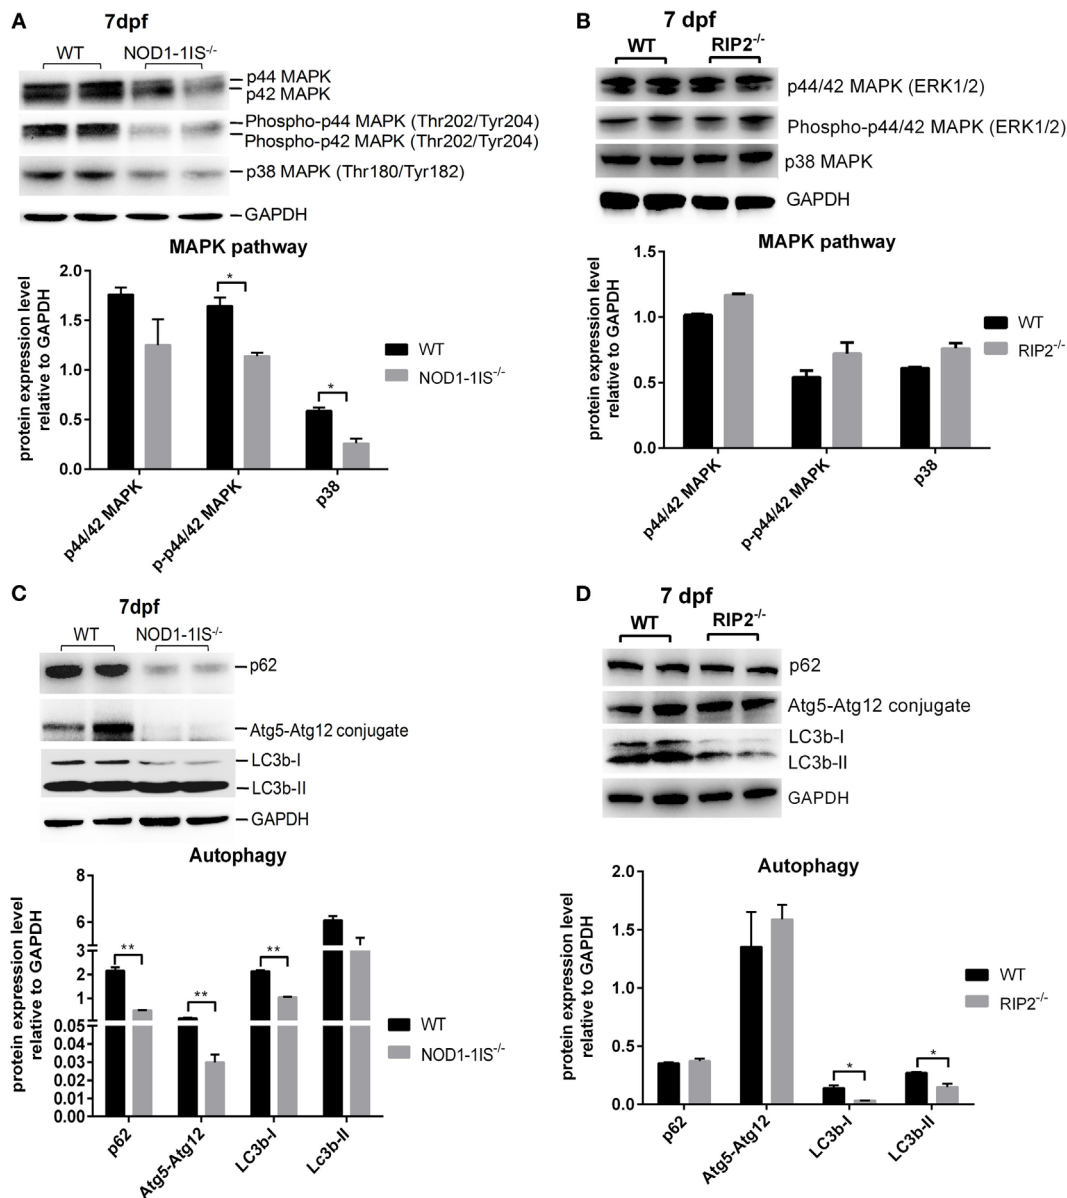 A
7dpf
WT NOD1-1IS-/-
p44 MAPK
p42 MAPK
Phospho-p44 MAPK (Thr202/Tyr204)
Phospho-p42 MAPK (Thr202/Tyr204)
p38 MAPK (Thr180/Tyr182)
GAPDH
MAPK pathway
protein expression level
relative to GAPDH
2.0
1.5
1.0
0.5
0.0
*
*
p44/42 MAPK
p-p44/42 MAPK
p38
WT
NOD1-1IS-/-
B
7 dpf
WT RIP2-/-
p44/42 MAPK (ERK1/2)
Phospho-p44/42 MAPK (ERK1/2)
p38 MAPK
GAPDH
MAPK pathway
protein expression level
relative to GAPDH
1.5
1.0
0.5
0.0
p44/42 MAPK
p-p44/42 MAPK
p38
WT
RIP2-/-
C
7dpf
WT NOD1-1IS-/-
p62
Atg5-Atg12 conjugate
LC3b-I
LC3b-II
GAPDH
Autophagy
protein expression level
relative to GAPDH
8
6
3
2
1
0.05
0.04
0.03
0.02
0.01
0.00
**
**
**
p62
Atg5-Atg12
LC3b-I
Lc3b-II
WT
NOD1-1IS-/-
D
7 dpf
WT RIP2-/-
p62
Atg5-Atg12 conjugate
LC3b-I
LC3b-II
GAPDH
Autophagy
protein expression level
relative to GAPDH
2.0
1.5
1.0
0.5
0.0
*
*
p62
Atg5-Atg12
LC3b-I
LC3b-II
WT
RIP2-/-